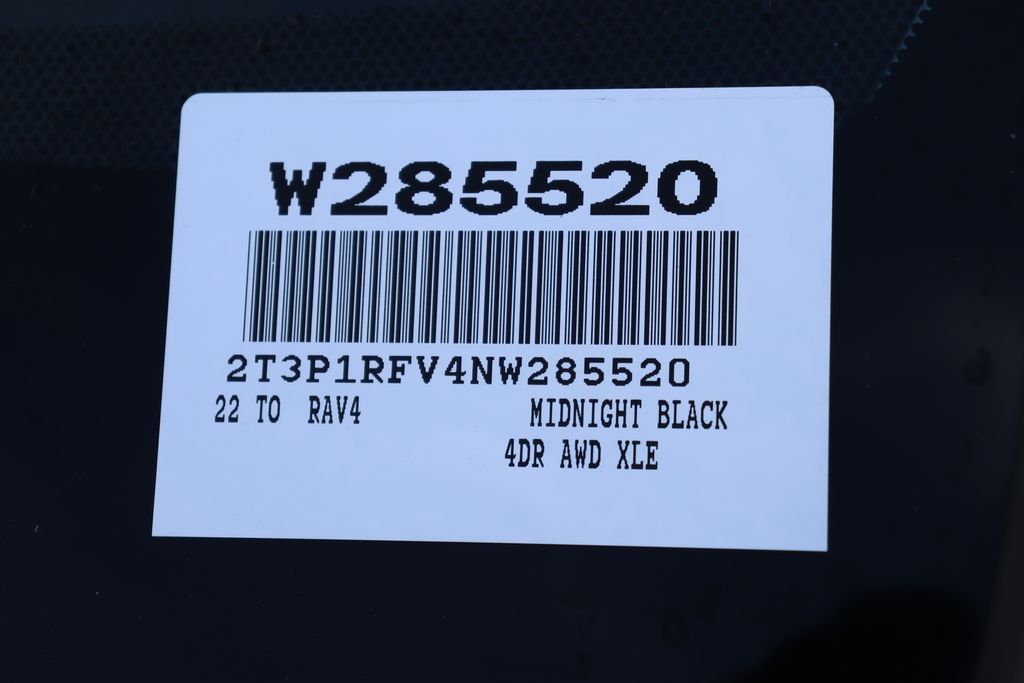 W285520
2T3P1RFV4NW285520
22 TO RAV4 MIDNIGHT BLACK
4DR AWD XLE